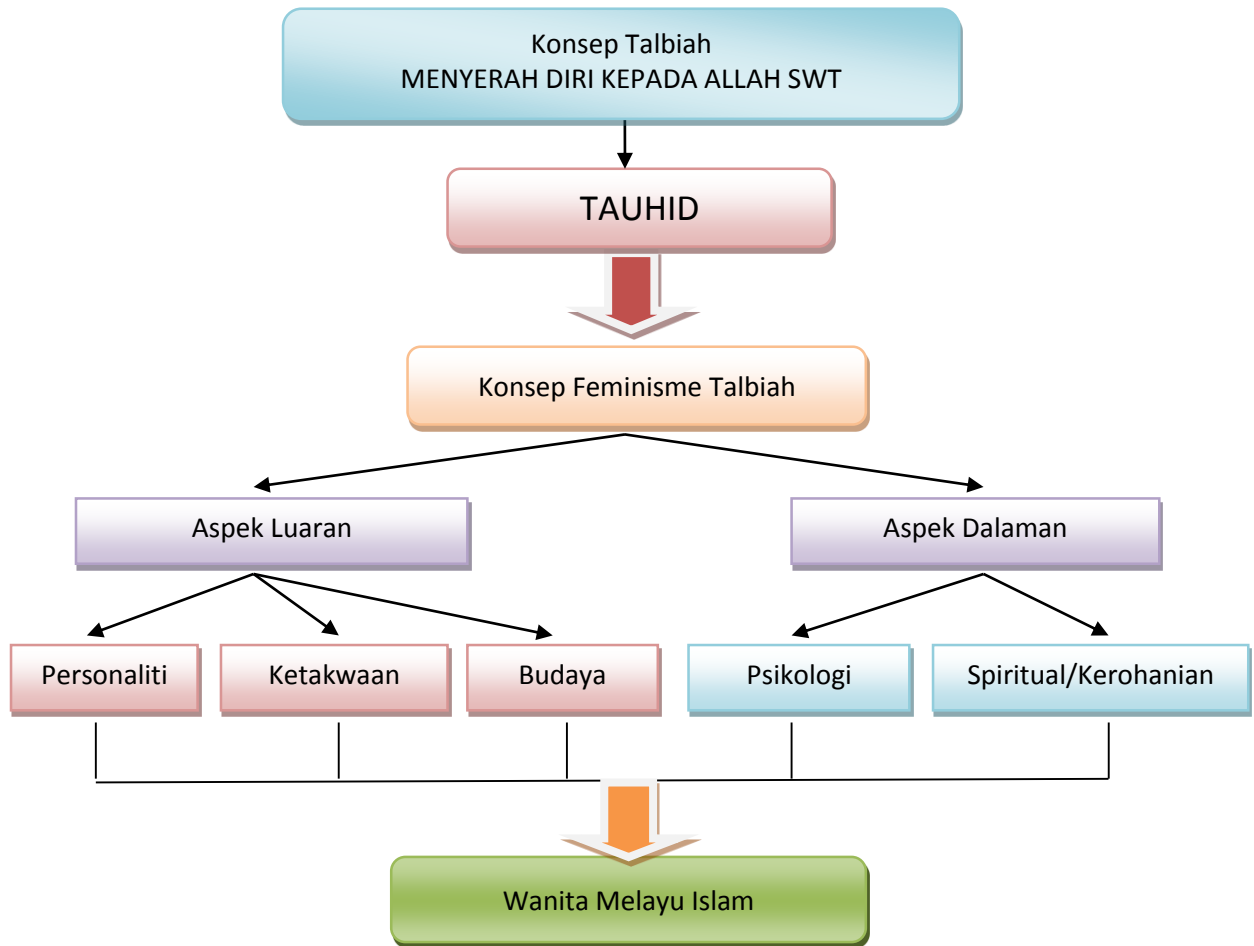 Konsep Talbiah
MENYERAH DIRI KEPADA ALLAH SWT
TAUHID
Konsep Feminisme Talbiah
Aspek Luaran
Aspek Dalaman
Personaliti
Ketakwaan
Budaya
Psikologi
Spiritual/Kerohanian
Wanita Melayu Islam